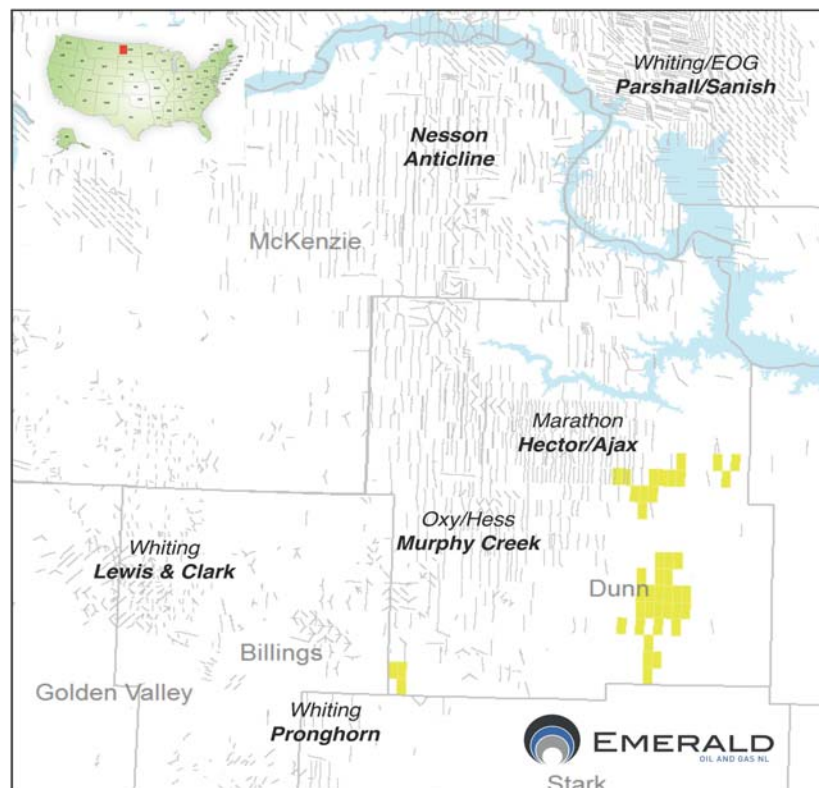 Whiting/EOG
Parshall/Sanish
Nesson
Anticline
McKenzie
Marathon
Hector/Ajax
Oxy/Hess
Murphy Creek
Whiting
Lewis & Clark
Dunn
Billings
Golden Valley
Whiting
Pronghorn
EMERALD
OIL AND GAS NL
Stark